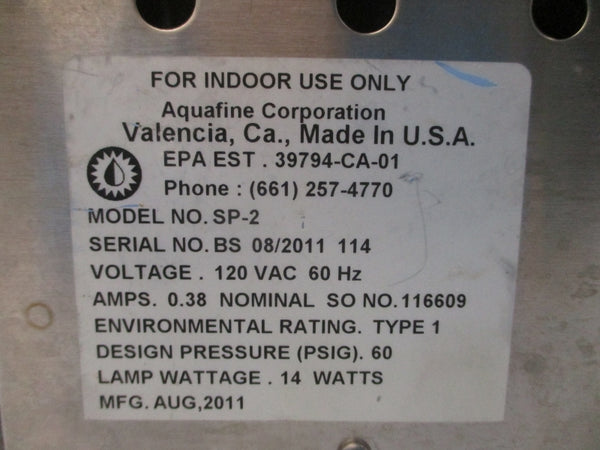 FOR INDOOR USE ONLY
Aquafine Corporation
Valencia, Ca., Made In U.S.A.
EPA EST . 39794-CA-01
Phone : (661) 257-4770
MODEL NO. SP-2
SERIAL NO. BS 08/2011 114
VOLTAGE . 120 VAC 60 Hz
AMPS. 0.38 NOMINAL SO NO. 116609
ENVIRONMENTAL RATING. TYPE 1
DESIGN PRESSURE (PSIG). 60
LAMP WATTAGE . 14 WATTS
MFG. AUG,2011